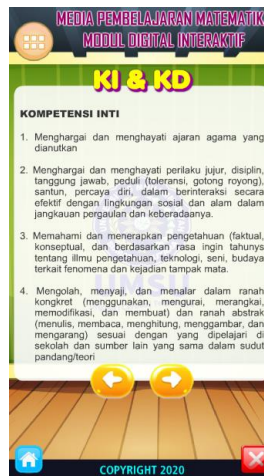 MEDIA PEMBELAJARAN MATEMATIK
MODUL DIGITAL INTERAKTIF
KI & KD
KOMPETENSI INTI
1. Menghargai dan menghayati ajaran agama yang
dianutkan
2. Menghargai dan menghayati perilaku jujur, disiplin,
tanggung jawab, peduli (toleransi, gotong royong),
santun, percaya diri, dalam berinteraksi secara
efektif dengan lingkungan sosial dan alam dalam
jangkauan pergaulan dan keberadaanya.
3. Memahami dan menerapkan pengetahuan (faktual,
konseptual, dan berdasarkan rasa ingin tahunys
tentang illmu pengetahuan, teknologi, seni, budaya
terkait fenomena dan kejadian tampak mata.
4. Mengolah, menyaji, dan menalar dalam ranah
kongkret (menggunakan, mengurai, merangkai,
memodifikasi, dan membuat) dan ranah abstrak
(menulis, membaca, menghitung, menggambar, dan
mengarang) sesuai dengan yang dipelajari di
sekolah dan sumber lain yang sama dalam sudut
pandang/teori
UMSU
COPYRIGHT 2020